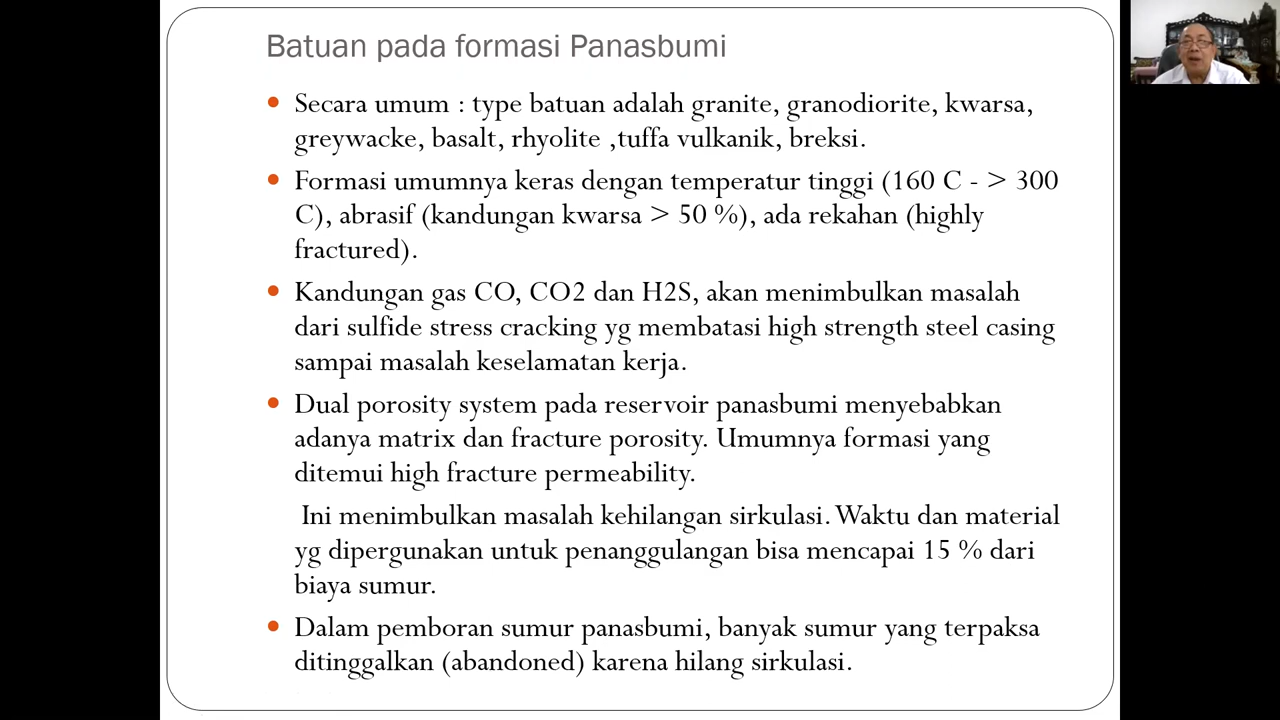 Batuan pada formasi Panasbumi
Secara umum : type batuan adalah granite, granodiorite, kwarsa,
greywacke, basalt, rhyolite ,tuffa vulkanik, breksi.
Formasi umumnya keras dengan temperatur tinggi (160 C - > 300
C), abrasif (kandungan kwarsa > 50 %), ada rekahan (highly
fractured).
Kandungan gas CO, CO2 dan H2S, akan menimbulkan masalah
dari sulfide stress cracking yg membatasi high strength steel casing
sampai masalah keselamatan kerja.
Dual porosity system pada reservoir panasbumi menyebabkan
adanya matrix dan fracture porosity. Umumnya formasi yang
ditemui high fracture permeability.
Ini menimbulkan masalah kehilangan sirkulasi. Waktu dan material
yg dipergunakan untuk penanggulangan bisa mencapai 15 % dari
biaya sumur.
Dalam pemboran sumur panasbumi, banyak sumur yang terpaksa
ditinggalkan (abandoned) karena hilang sirkulasi.